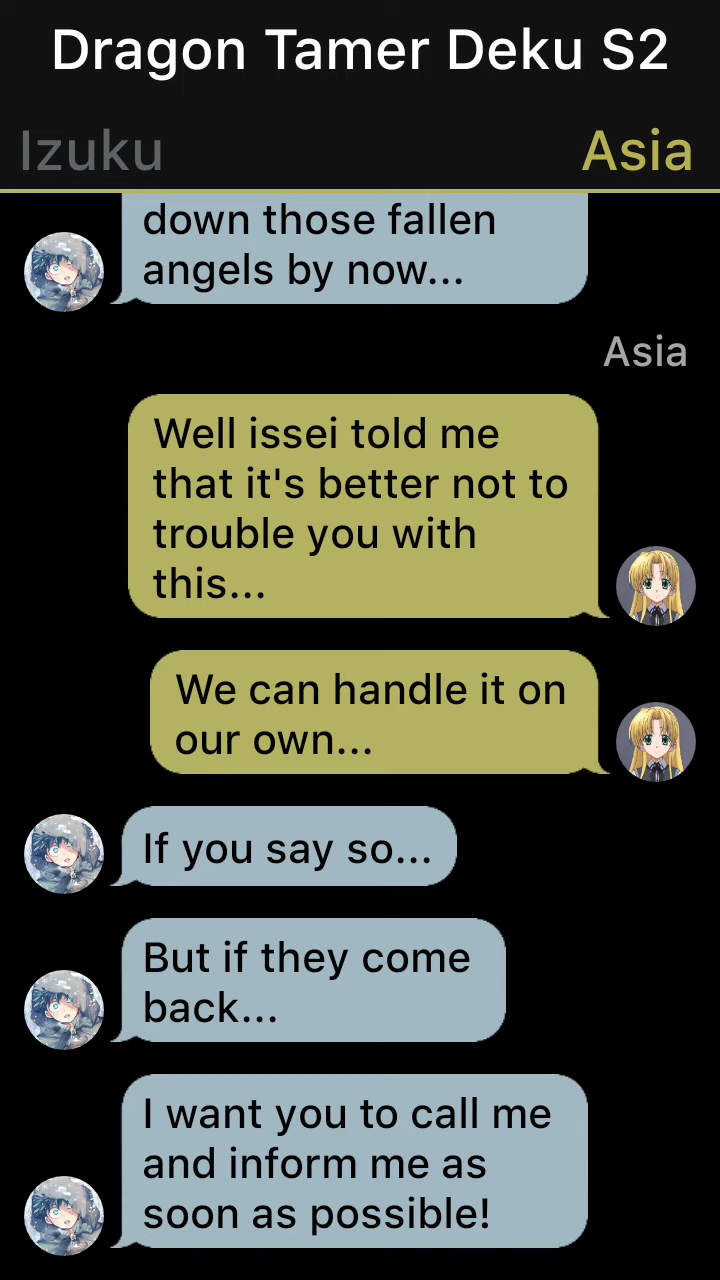 Dragon Tamer Deku S2
Izuku
Asia
down those fallen
angels by now...
Asia
Well issei told me
that it's better not to
trouble you with
this...
We can handle it on
our own...
If you say so...
But if they come
back...
I want you to call me
and inform me as
soon as possible!